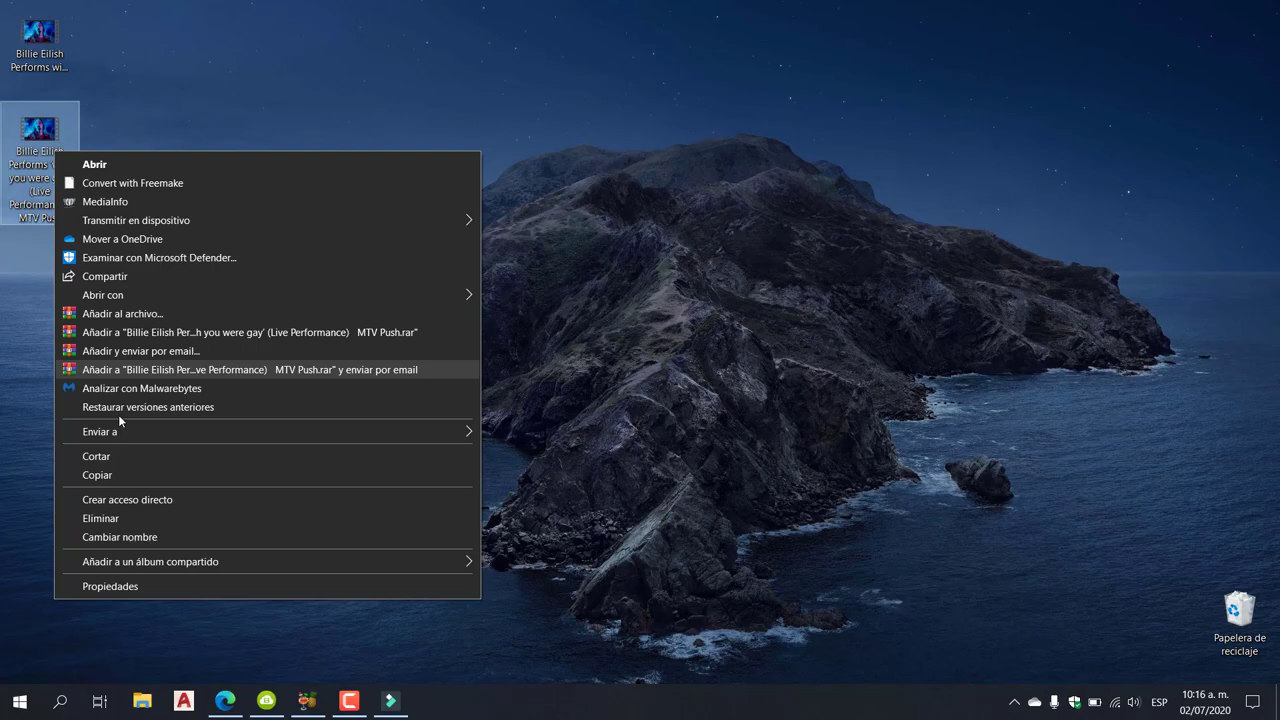 Billie Eilish
Performs wi...
Billie Eilish
Performs
you were
(Live
Performan
MTV Pus
Abrir
Convert with Freemake
MediaInfo
Transmitir en dispositivo
Mover a OneDrive
Examinar con Microsoft Defender...
Compartir
Abrir con
Añadir al archivo...
Añadir a "Billie Eilish Per...h you were gay' (Live Performance) MTV Push.rar"
Añadir y enviar por email...
Añadir a "Billie Eilish Per...ve Performance) MTV Push.rar" y enviar por email
Analizar con Malwarebytes
Restaurar versiones anteriores
Enviar a
Cortar
Copiar
Crear acceso directo
Eliminar
Cambiar nombre
Añadir a un álbum compartido
Propiedades
Papelera de
reciclaje
ESP
10:16 a. m.
02/07/2020